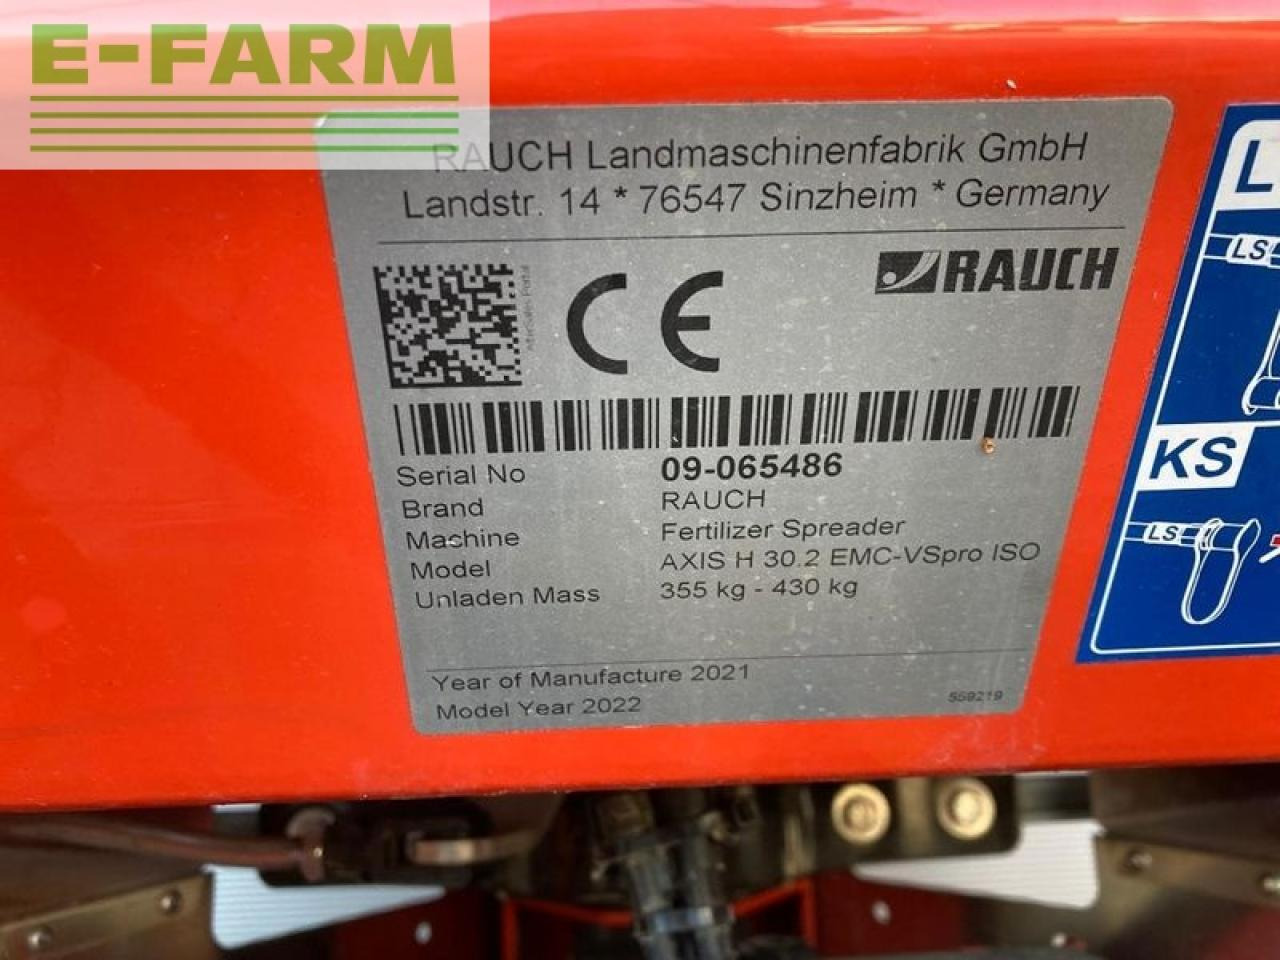 E-FARM
RAUCH Landmaschinenfabrik GmbH
Landstr. 14 * 76547 Sinzheim * Germany
RAUCH
CE
Serial No 09-065486
Brand RAUCH
Machine Fertilizer Spreader
Model AXIS H 30.2 EMC-VSpro ISO
Unladen Mass 355 kg - 430 kg
Year of Manufacture 2021
Model Year 2022
559219
LS
KS
LS